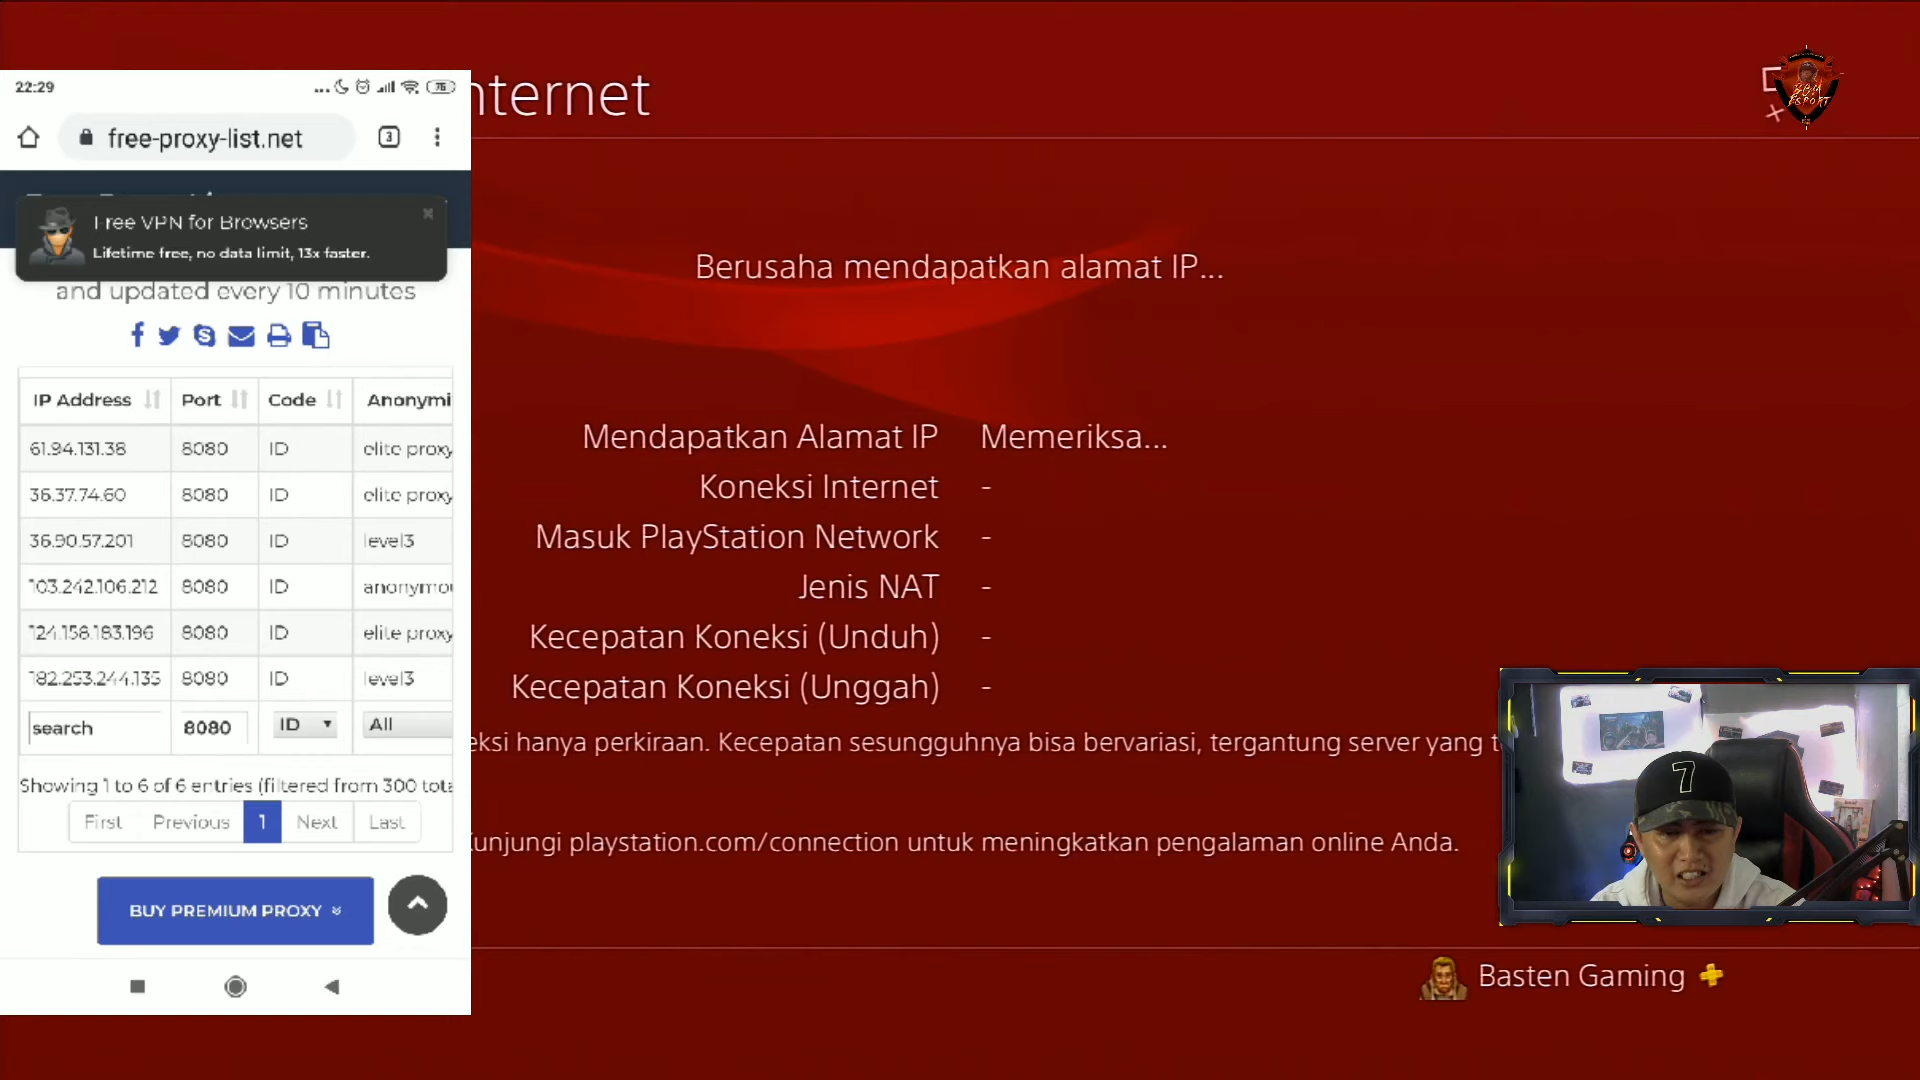 nternet
22:29
75
free-proxy-list.net
3
Free VPN for Browsers
Lifetime free, no data limit, 13x faster.
and updated every 10 minutes
IP Address Port Code Anonymi
61.94.131.38 8080 ID elite proxy
36.37.74.60 8080 ID elite proxy
36.90.57.201 8080 ID level3
103.242.106.212 8080 ID anonymo
124.158.183.196 8080 ID elite proxy
182.253.244.135 8080 ID level3
search 8080 ID All
Showing 1 to 6 of 6 entries (filtered from 300 tota
First Previous 1 Next Last
BUY PREMIUM PROXY
Berusaha mendapatkan alamat IP...
Mendapatkan Alamat IP Memeriksa...
Koneksi Internet -
Masuk PlayStation Network -
Jenis NAT -
Kecepatan Koneksi (Unduh) -
Kecepatan Koneksi (Unggah) -
eksi hanya perkiraan. Kecepatan sesungguhnya bisa bervariasi, tergantung server yang t
Kunjungi playstation.com/connection untuk meningkatkan pengalaman online Anda.
BGM
ESPORT
7
Basten Gaming